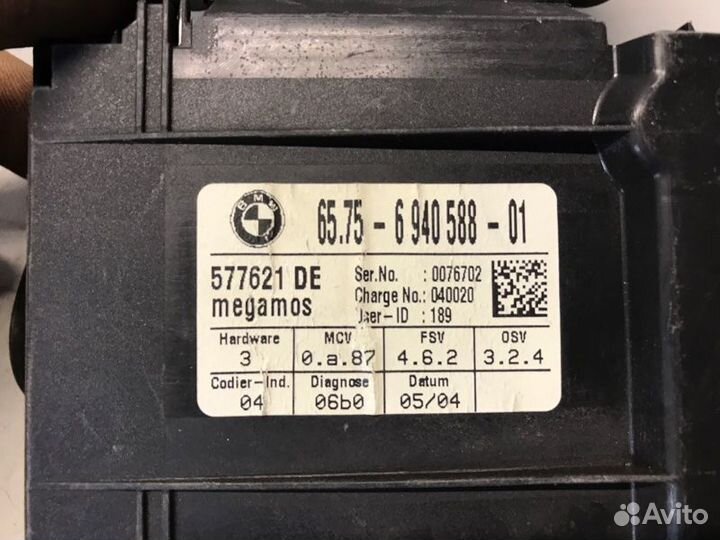 BMW
65.75 - 6 940 588 - 01
577621 DE
megamos
Ser.No. : 0076702
Charge No.: 040020
User-ID : 189
Hardware MCV FSV OSV
3 0.a.87 4.6.2 3.2.4
Codier-Ind. Diagnose Datum
04 06b0 05/04
Avito